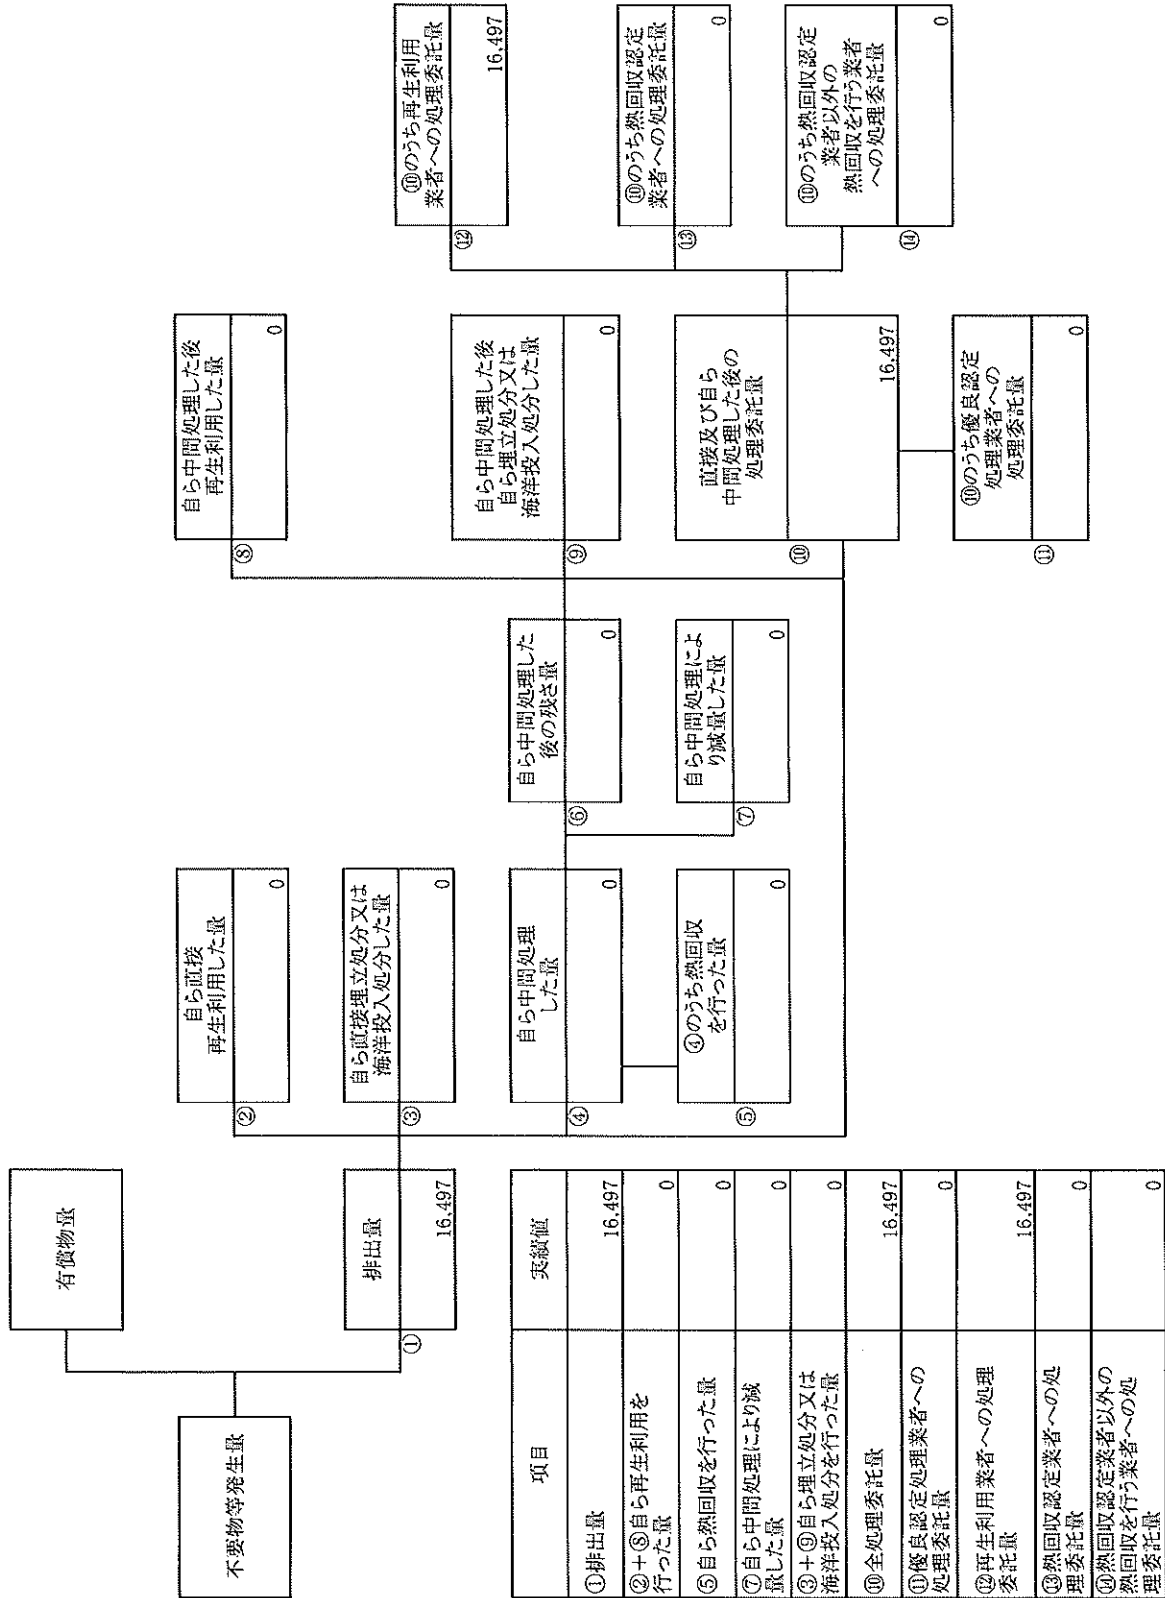 不要物等発生量
有償物量
排出量
①
16.497
自ら直接
再生利用した量
②
0
自ら直接埋立処分又は
海洋投入処分した量
③
0
自ら中間処理
した量
④
0
④のうち熱回収
を行った量
⑤
0
自ら中間処理した
後の残さ量
⑥
0
自ら中間処理によ
り減量した量
⑦
0
自ら中間処理した後
再生利用した量
⑧
0
自ら中間処理した後
自ら埋立処分又は
海洋投入処分した量
⑨
0
直接及び自ら
中間処理した後の
処理委託量
⑩
16.497
⑩のうち優良認定
処理業者への
処理委託量
⑪
0
⑩のうち再生利用
業者への処理委託量
⑫
16.497
⑩のうち熱回収認定
業者への処理委託量
⑬
0
⑩のうち熱回収認定
業者以外の
熱回収を行う業者
への処理委託量
⑭
0
項目 実績値
①排出量 16.497
②+⑧自ら再生利用を
行った量 0
⑤自ら熱回収を行った量 0
⑦自ら中間処理により減
量した量 0
③+⑨自ら埋立処分又は
海洋投入処分を行った量 0
⑩全処理委託量 16.497
⑪優良認定処理業者への
処理委託量 0
⑫再生利用業者への処理
委託量 16.497
⑬熱回収認定業者への処
理委託量 0
⑭熱回収認定業者以外の
熱回収を行う業者への処
理委託量 0